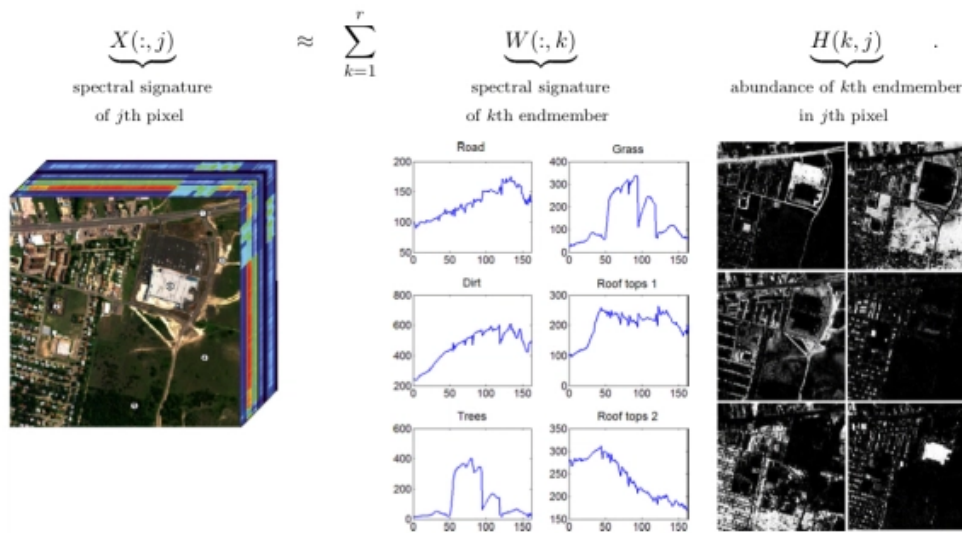 X(:, j) ≈ \sum_{k=1}^{r} W(:, k) H(k, j) .
spectral signature
of jth pixel
spectral signature
of kth endmember
abundance of kth endmember
in jth pixel
Road
200
150
100
50
0 50 100 150
Grass
400
300
200
100
0
0 50 100 150
Dirt
800
600
400
200
0 50 100 150
Roof tops 1
300
200
100
0
0 50 100 150
Trees
600
400
200
0
0 50 100 150
Roof tops 2
350
300
250
200
150
0 50 100 150